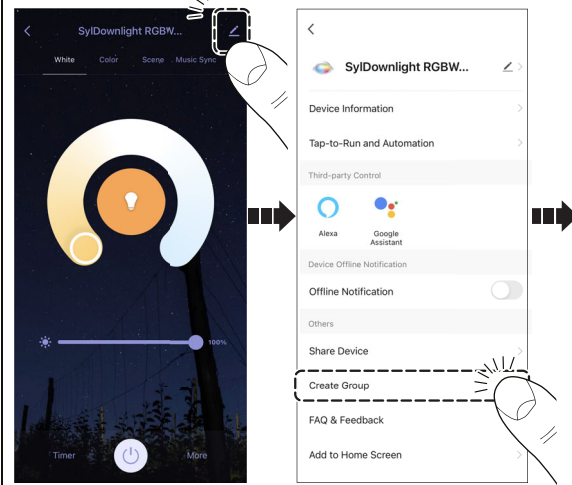 SylDownlight RGBW...
White Color Scene Music Sync
100%
Timer More
SylDownlight RGBW...
Device Information
Tap-to-Run and Automation
Third-party Control
Alexa Google
Assistant
Device Offline Notification
Offline Notification
Others
Share Device
Create Group
FAQ & Feedback
Add to Home Screen